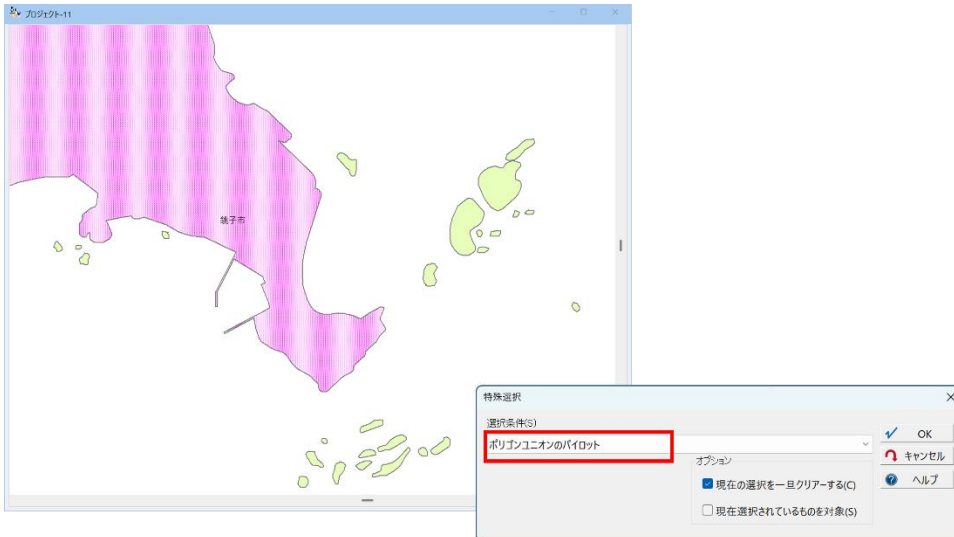 プロジェクト-11
銚子市
特殊選択
選択条件(S)
ポリゴンユニオンのパイロット
オプション
現在の選択を一旦クリアーする(C)
現在選択されているものを対象(S)
OK
キャンセル
ヘルプ